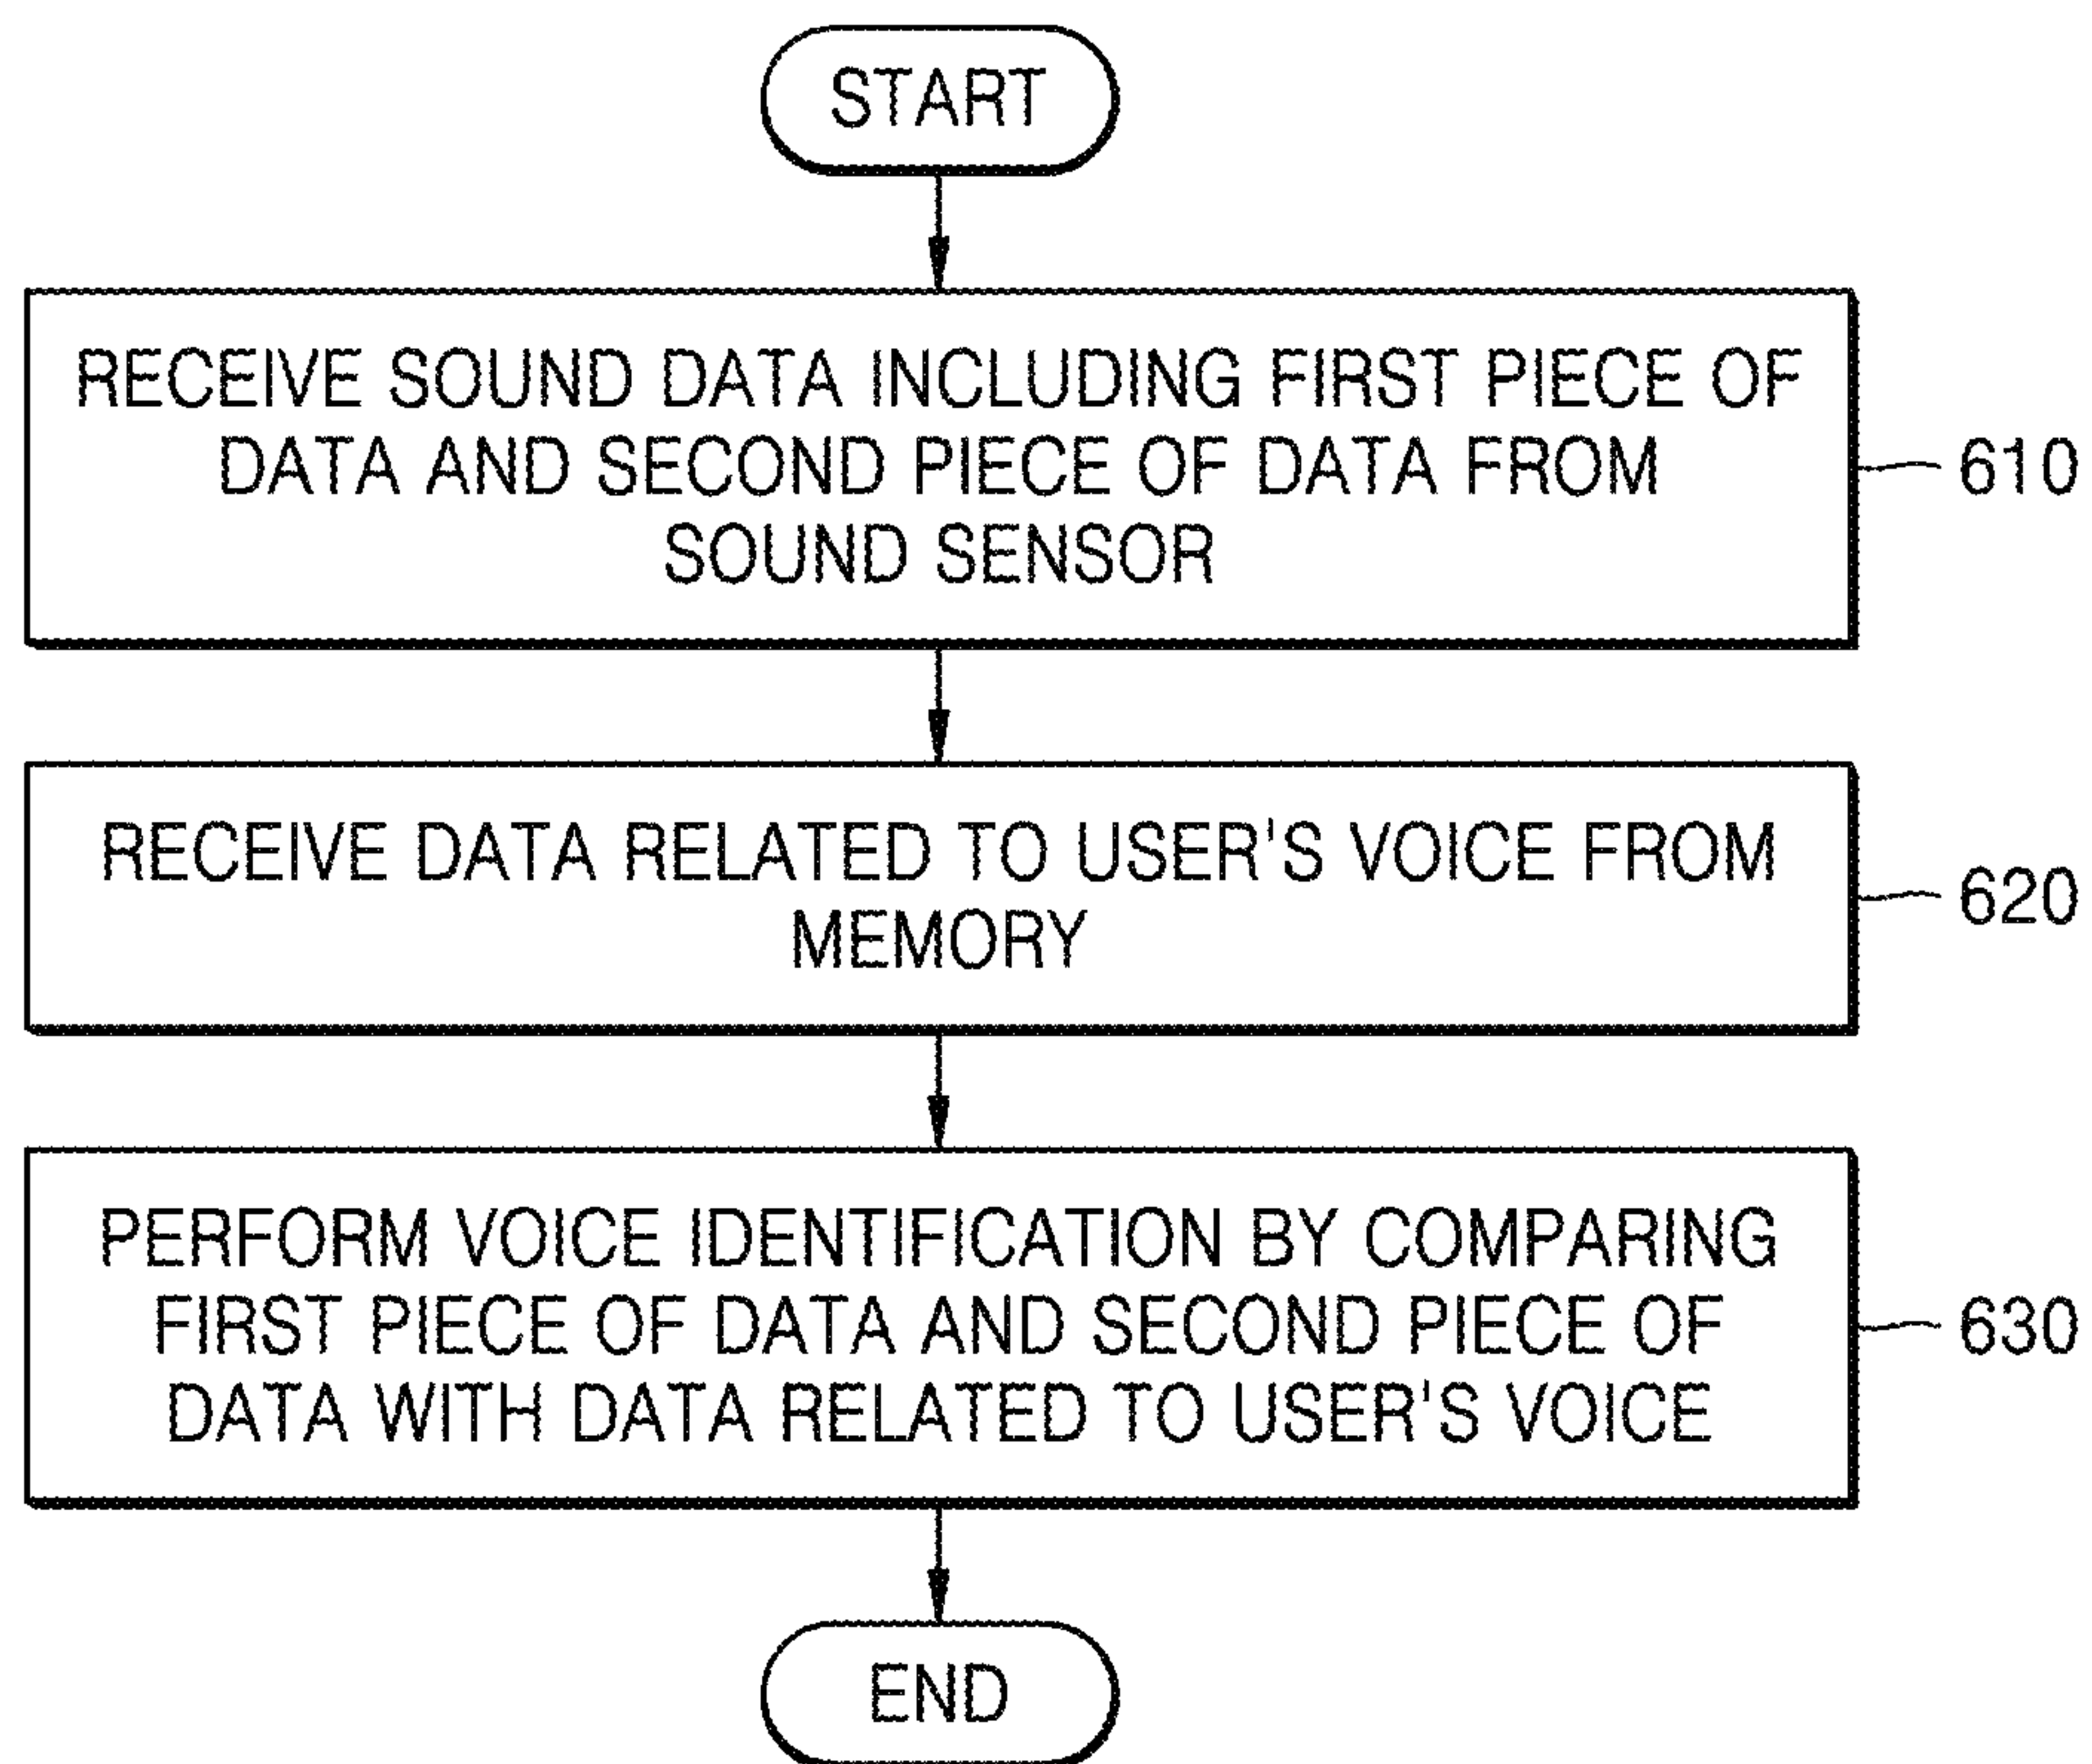 START
RECEIVE SOUND DATA INCLUDING FIRST PIECE OF
DATA AND SECOND PIECE OF DATA FROM
SOUND SENSOR
610
RECEIVE DATA RELATED TO USER'S VOICE FROM
MEMORY
620
PERFORM VOICE IDENTIFICATION BY COMPARING
FIRST PIECE OF DATA AND SECOND PIECE OF
DATA WITH DATA RELATED TO USER'S VOICE
630
END